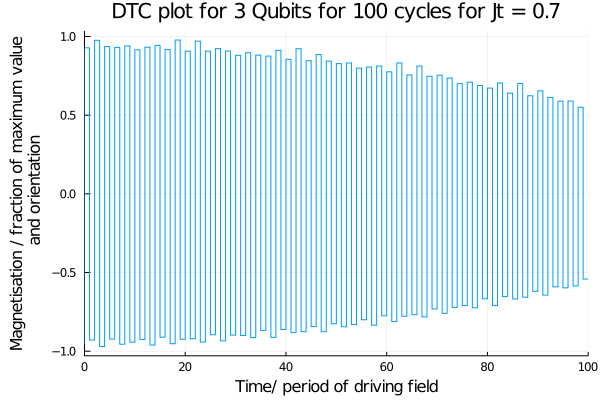 DTC plot for 3 Qubits for 100 cycles for Jt = 0.7
Magnetisation / fraction of maximum value
and orientation
1.0
0.5
0.0
−0.5
−1.0
0 20 40 60 80 100
Time/ period of driving field